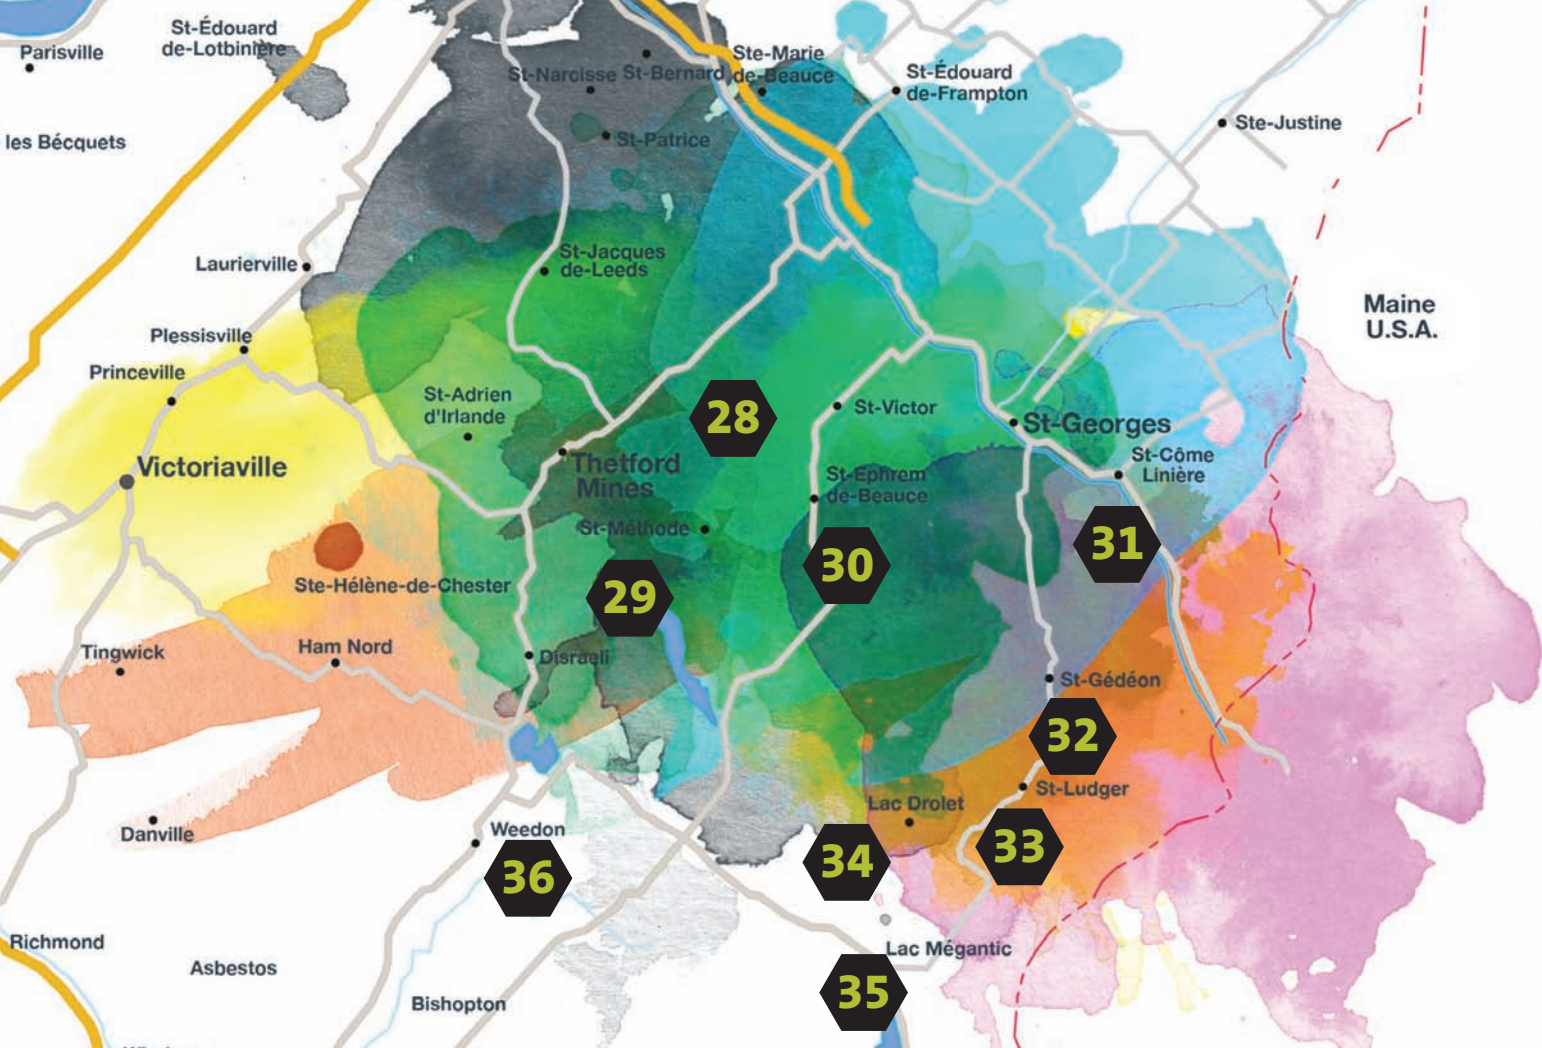 St-Édouard
de-Lotbinière
Parisville
les Bécquets
St-Narcisse
St-Bernard
Ste-Marie
de-Beauce
St-Patrice
St-Édouard
de-Frampton
Ste-Justine
Laurierville
St-Jacques
de-Leeds
Maine
U.S.A.
Plessisville
Princeville
St-Adrien
d'Irlande
28
St-Victor
St-Georges
Victoriaville
Thetford
Mines
St-Ephrem
de-Beauce
St-Côme
Linière
St-Méthode
31
30
29
Ste-Hélène-de-Chester
Tingwick
Ham Nord
Disraeli
St-Gédéon
32
St-Ludger
Lac Drolet
Danville
Weedon
33
34
36
Richmond
Asbestos
Lac Mégantic
35
Bishopton